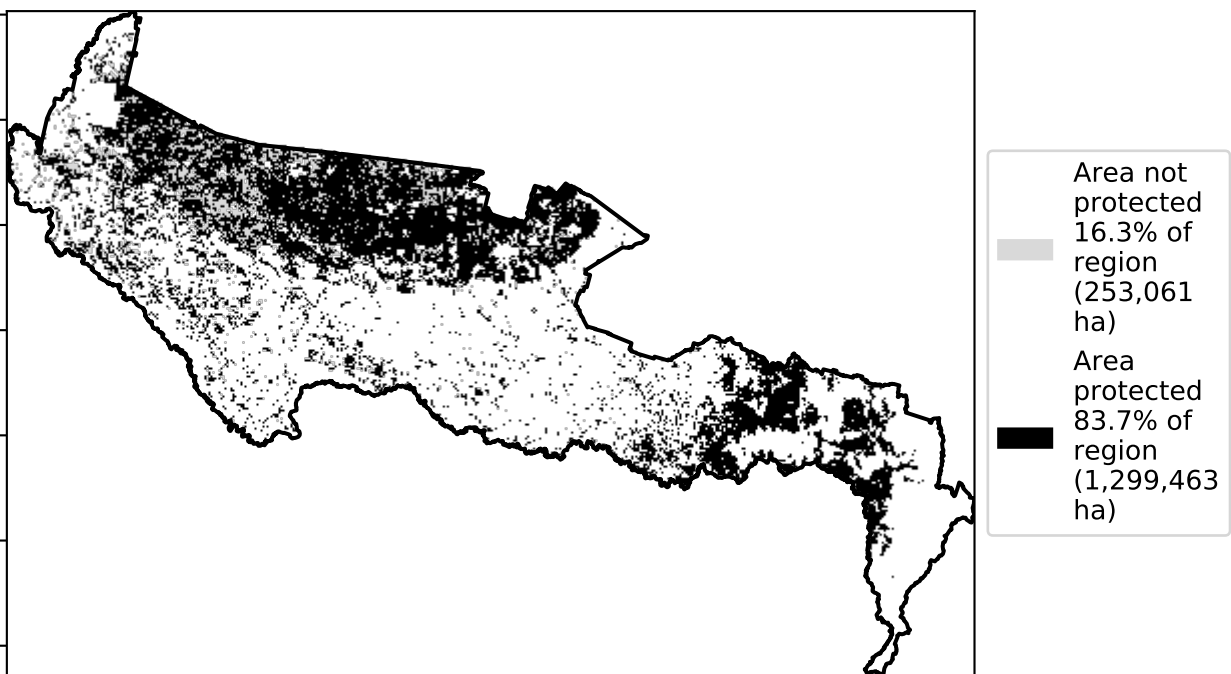 Area not
protected
16.3% of
region
(253,061
ha)
Area
protected
83.7% of
region
(1,299,463
ha)